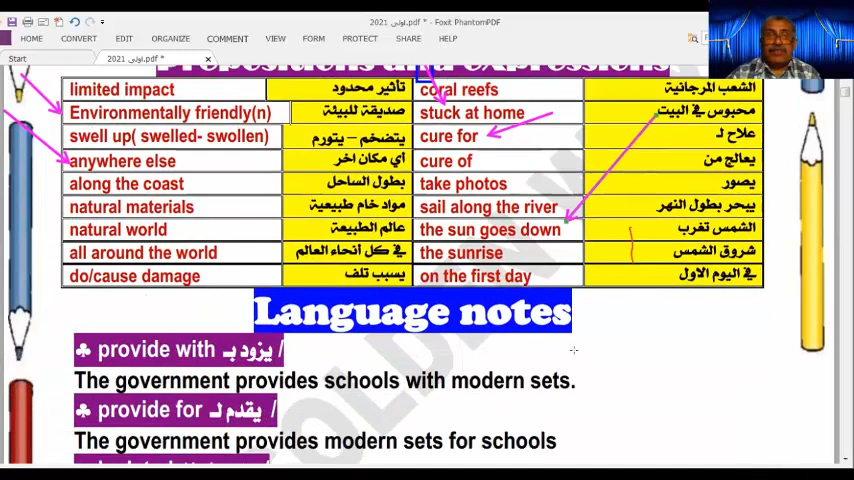 2021 اولى.pdf * - Foxit PhantomPDF
HOME CONVERT EDIT ORGANIZE COMMENT VIEW FORM PROTECT SHARE HELP
Start
2021 اولى.pdf *
Prepositions and expressions
limited impact تأثير محدود coral reefs الشعب المرجانية
Environmentally friendly(n) صديقة للبيئة stuck at home محبوس في البيت
swell up( swelled- swollen) يتضخم – يتورم cure for علاج لـ
anywhere else أي مكان اخر cure of يعالج من
along the coast بطول الساحل take photos يصور
natural materials مواد خام طبيعية sail along the river يبحر بطول النهر
natural world عالم الطبيعة the sun goes down الشمس تغرب
all around the world في كل أنحاء العالم the sunrise شروق الشمس
do/cause damage يسبب تلف on the first day في اليوم الاول
Language notes
♣ provide with يزود بـ /
The government provides schools with modern sets.
♣ provide for يقدم لـ /
The government provides modern sets for schools